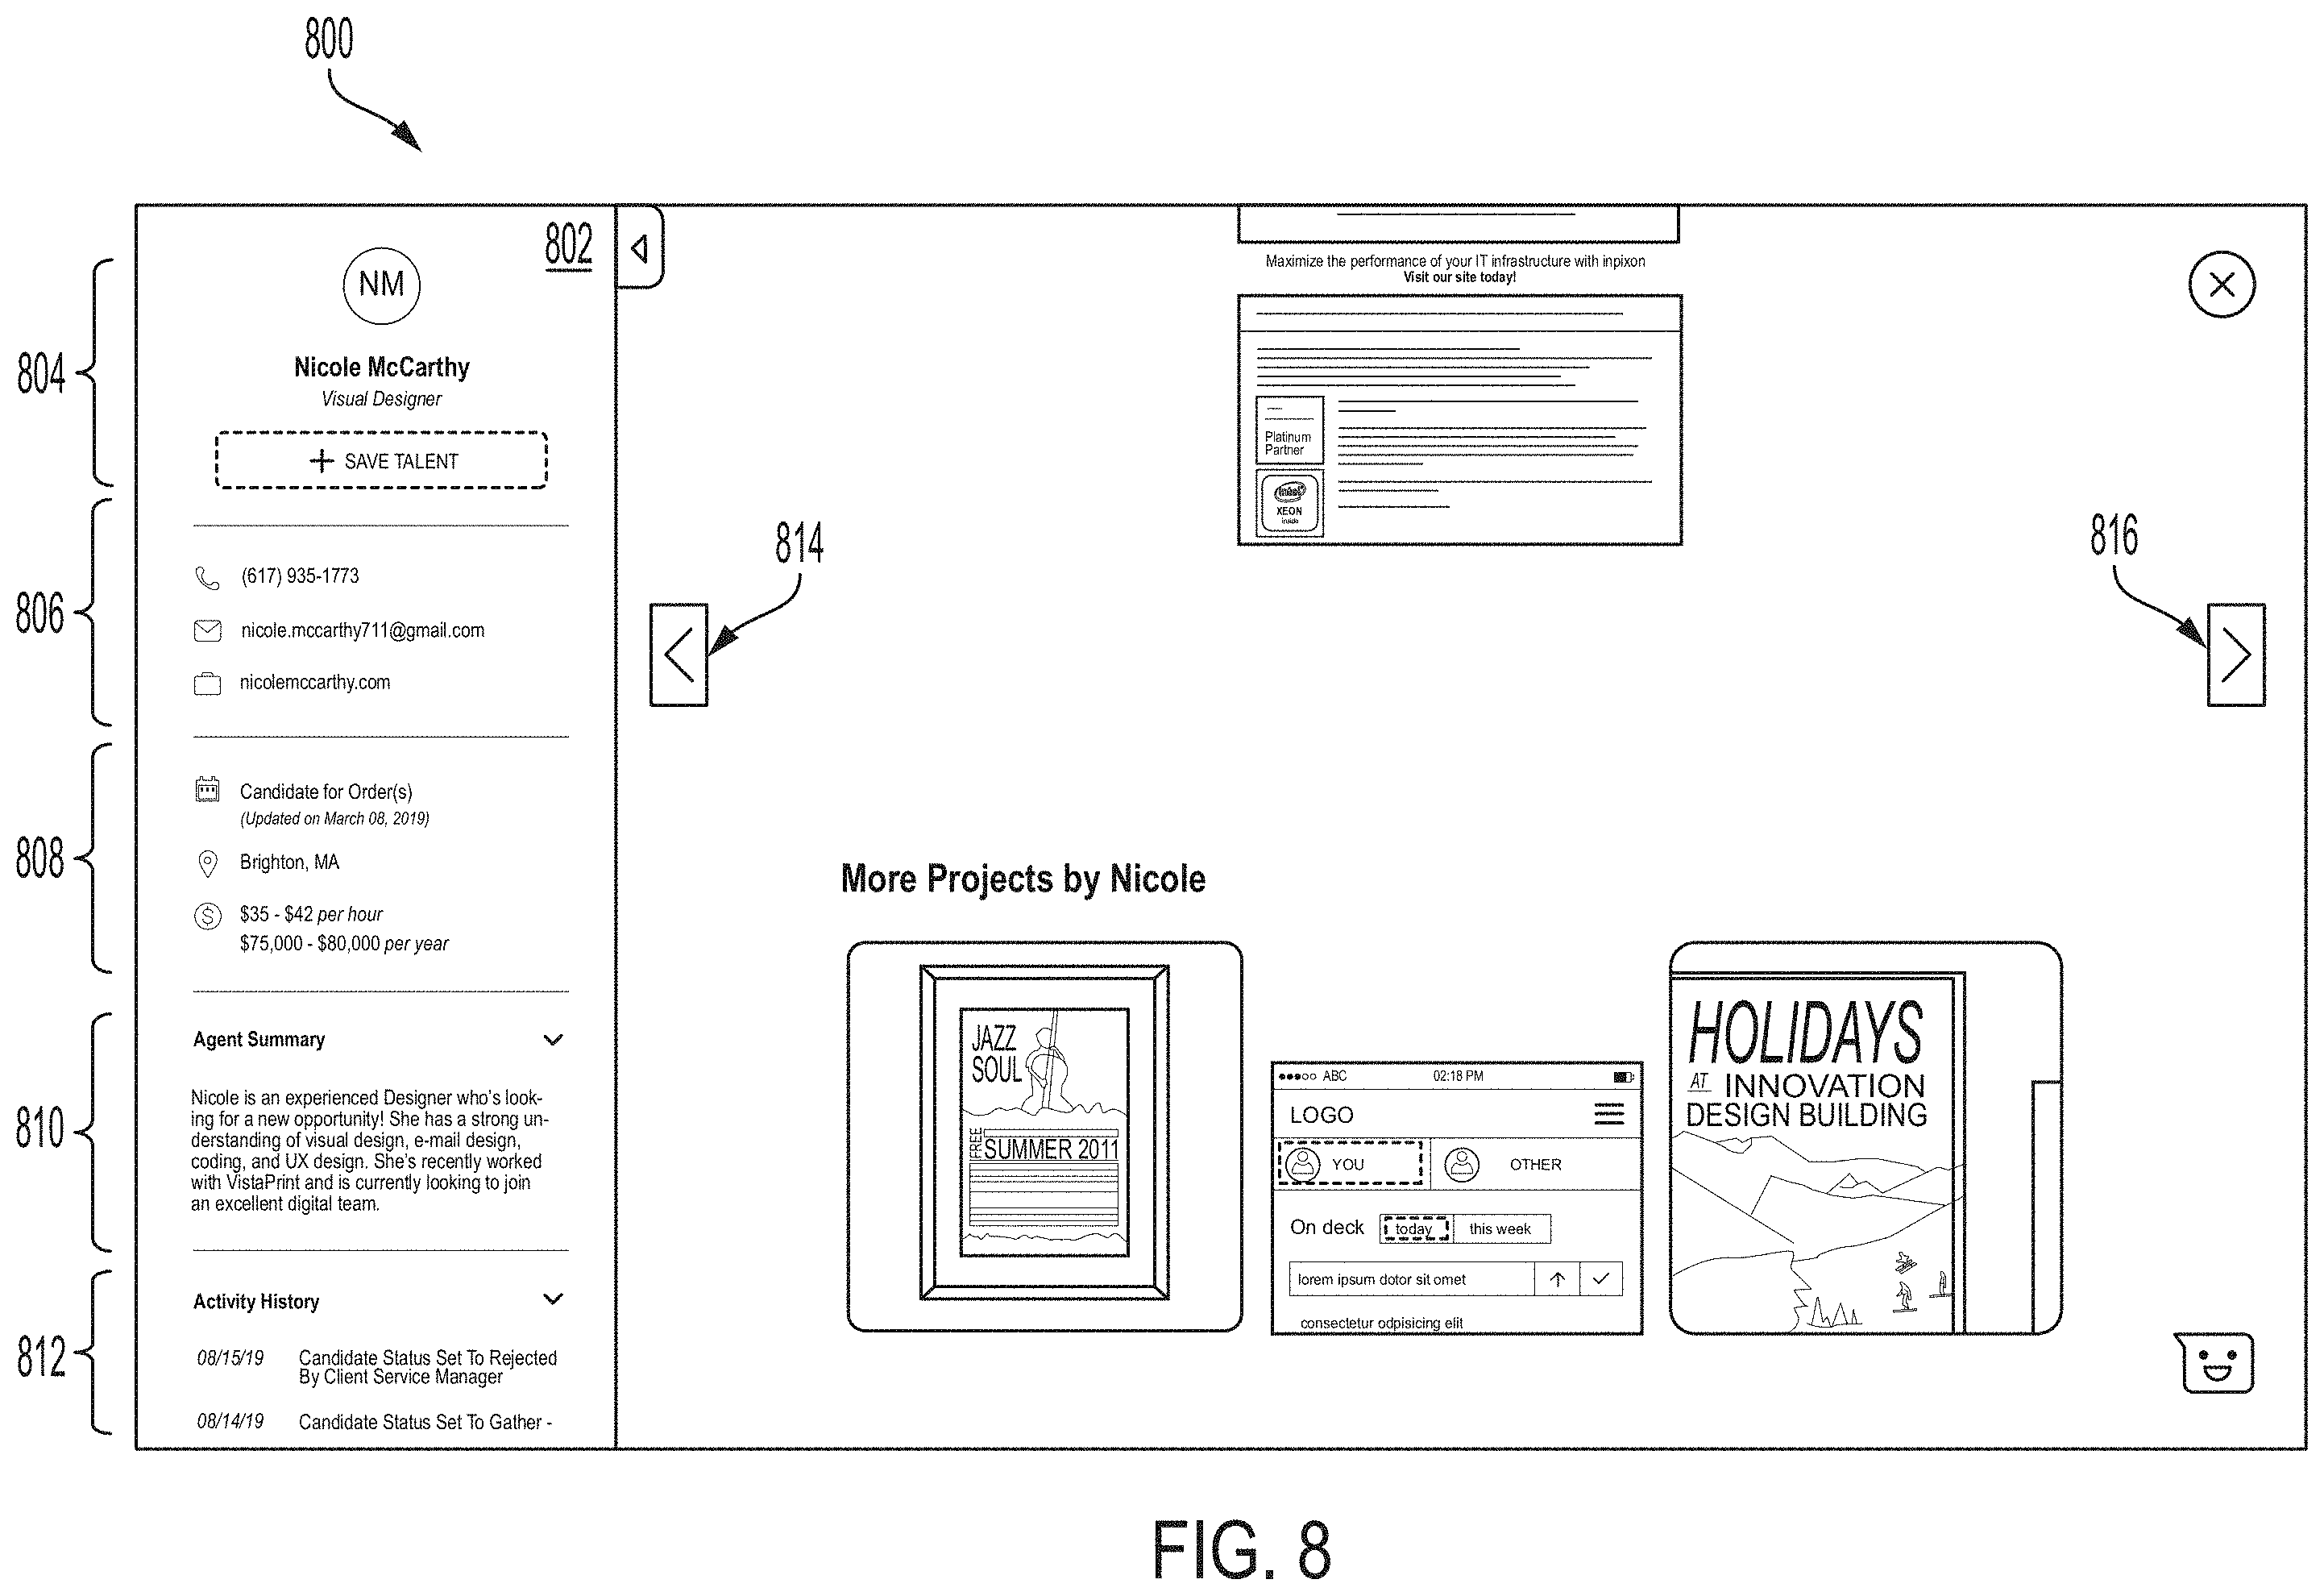 800
802
804
NM
Nicole McCarthy
Visual Designer
+ SAVE TALENT
806
(617) 935-1773
nicole.mccarthy711@gmail.com
nicolemccarthy.com
808
Candidate for Order(s)
(Updated on March 08, 2019)
Brighton, MA
$35 - $42 per hour
$75,000 - $80,000 per year
810
Agent Summary
Nicole is an experienced Designer who's look-
ing for a new opportunity! She has a strong un-
derstanding of visual design, e-mail design,
coding, and UX design. She's recently worked
with VistaPrint and is currently looking to join
an excellent digital team.
812
Activity History
08/15/19 Candidate Status Set To Rejected
By Client Service Manager
08/14/19 Candidate Status Set To Gather -
Maximize the performance of your IT infrastructure with inpixon
Visit our site today!
Platinum
Partner
intel
XEON
inside
814
816
More Projects by Nicole
JAZZ
SOUL
FREE
SUMMER 2011
ABC 02:18 PM
LOGO
YOU OTHER
On deck today this week
lorem ipsum dotor sit omet
consectetur odpisicing elit
HOLIDAYS
AT INNOVATION
DESIGN BUILDING
FIG. 8